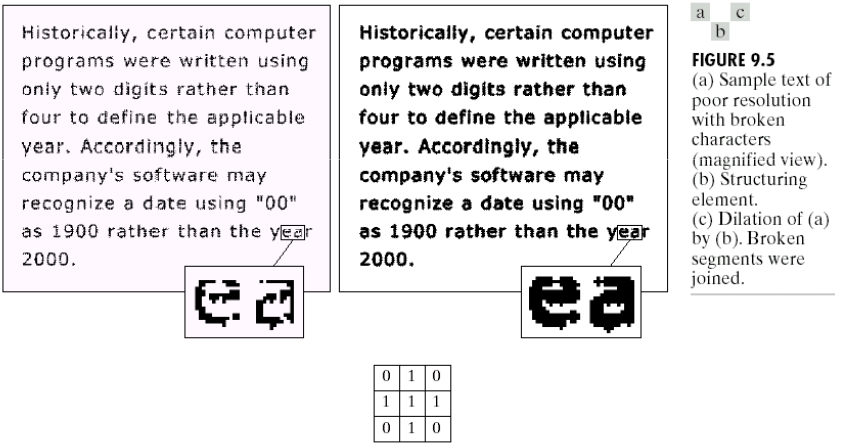 Historically, certain computer
programs were written using
only two digits rather than
four to define the applicable
year. Accordingly, the
company's software may
recognize a date using "00"
as 1900 rather than the year
2000.
e a
Historically, certain computer
programs were written using
only two digits rather than
four to define the applicable
year. Accordingly, the
company's software may
recognize a date using "00"
as 1900 rather than the year
2000.
e a
0 1 0
1 1 1
0 1 0
a c
b
FIGURE 9.5
(a) Sample text of
poor resolution
with broken
characters
(magnified view).
(b) Structuring
element.
(c) Dilation of (a)
by (b). Broken
segments were
joined.